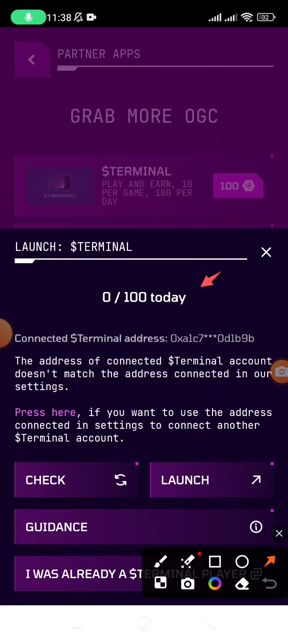 11:38
92
PARTNER APPS
GRAB MORE OGC
$TERMINAL
PLAY AND EARN, 10
PER GAME, 100 PER
DAY
100
LAUNCH: $TERMINAL
0 / 100 today
Connected $Terminal address: 0xa1c7***0d1b9b
The address of connected $Terminal account
doesn't match the address connected in our
settings.
Press here, if you want to use the address
connected in settings to connect another
$Terminal account.
CHECK
LAUNCH
GUIDANCE
I WAS ALREADY A $TERMINAL PLAYER